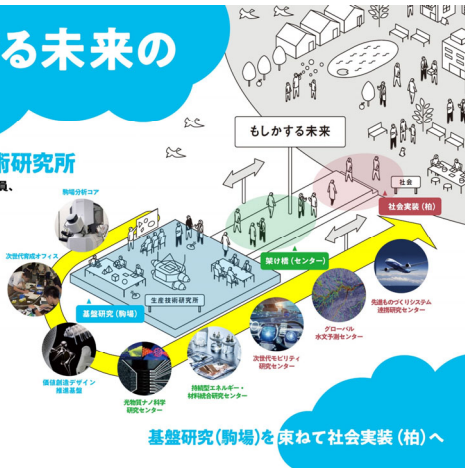 る未来の
もしかする未来
術研究所
員、
駒場分析コア
社会
社会実装(柏)
次世代育成オフィス
架け橋(センター)
生産技術研究所
基盤研究(駒場)
先進ものづくりシステム
連携研究センター
グローバル
水文予測センター
次世代モビリティ
研究センター
価値創造デザイン
推進基盤
持続型エネルギー・
材料統合研究センター
光物質ナノ科学
研究センター
基盤研究(駒場)を束ねて社会実装(柏)へ